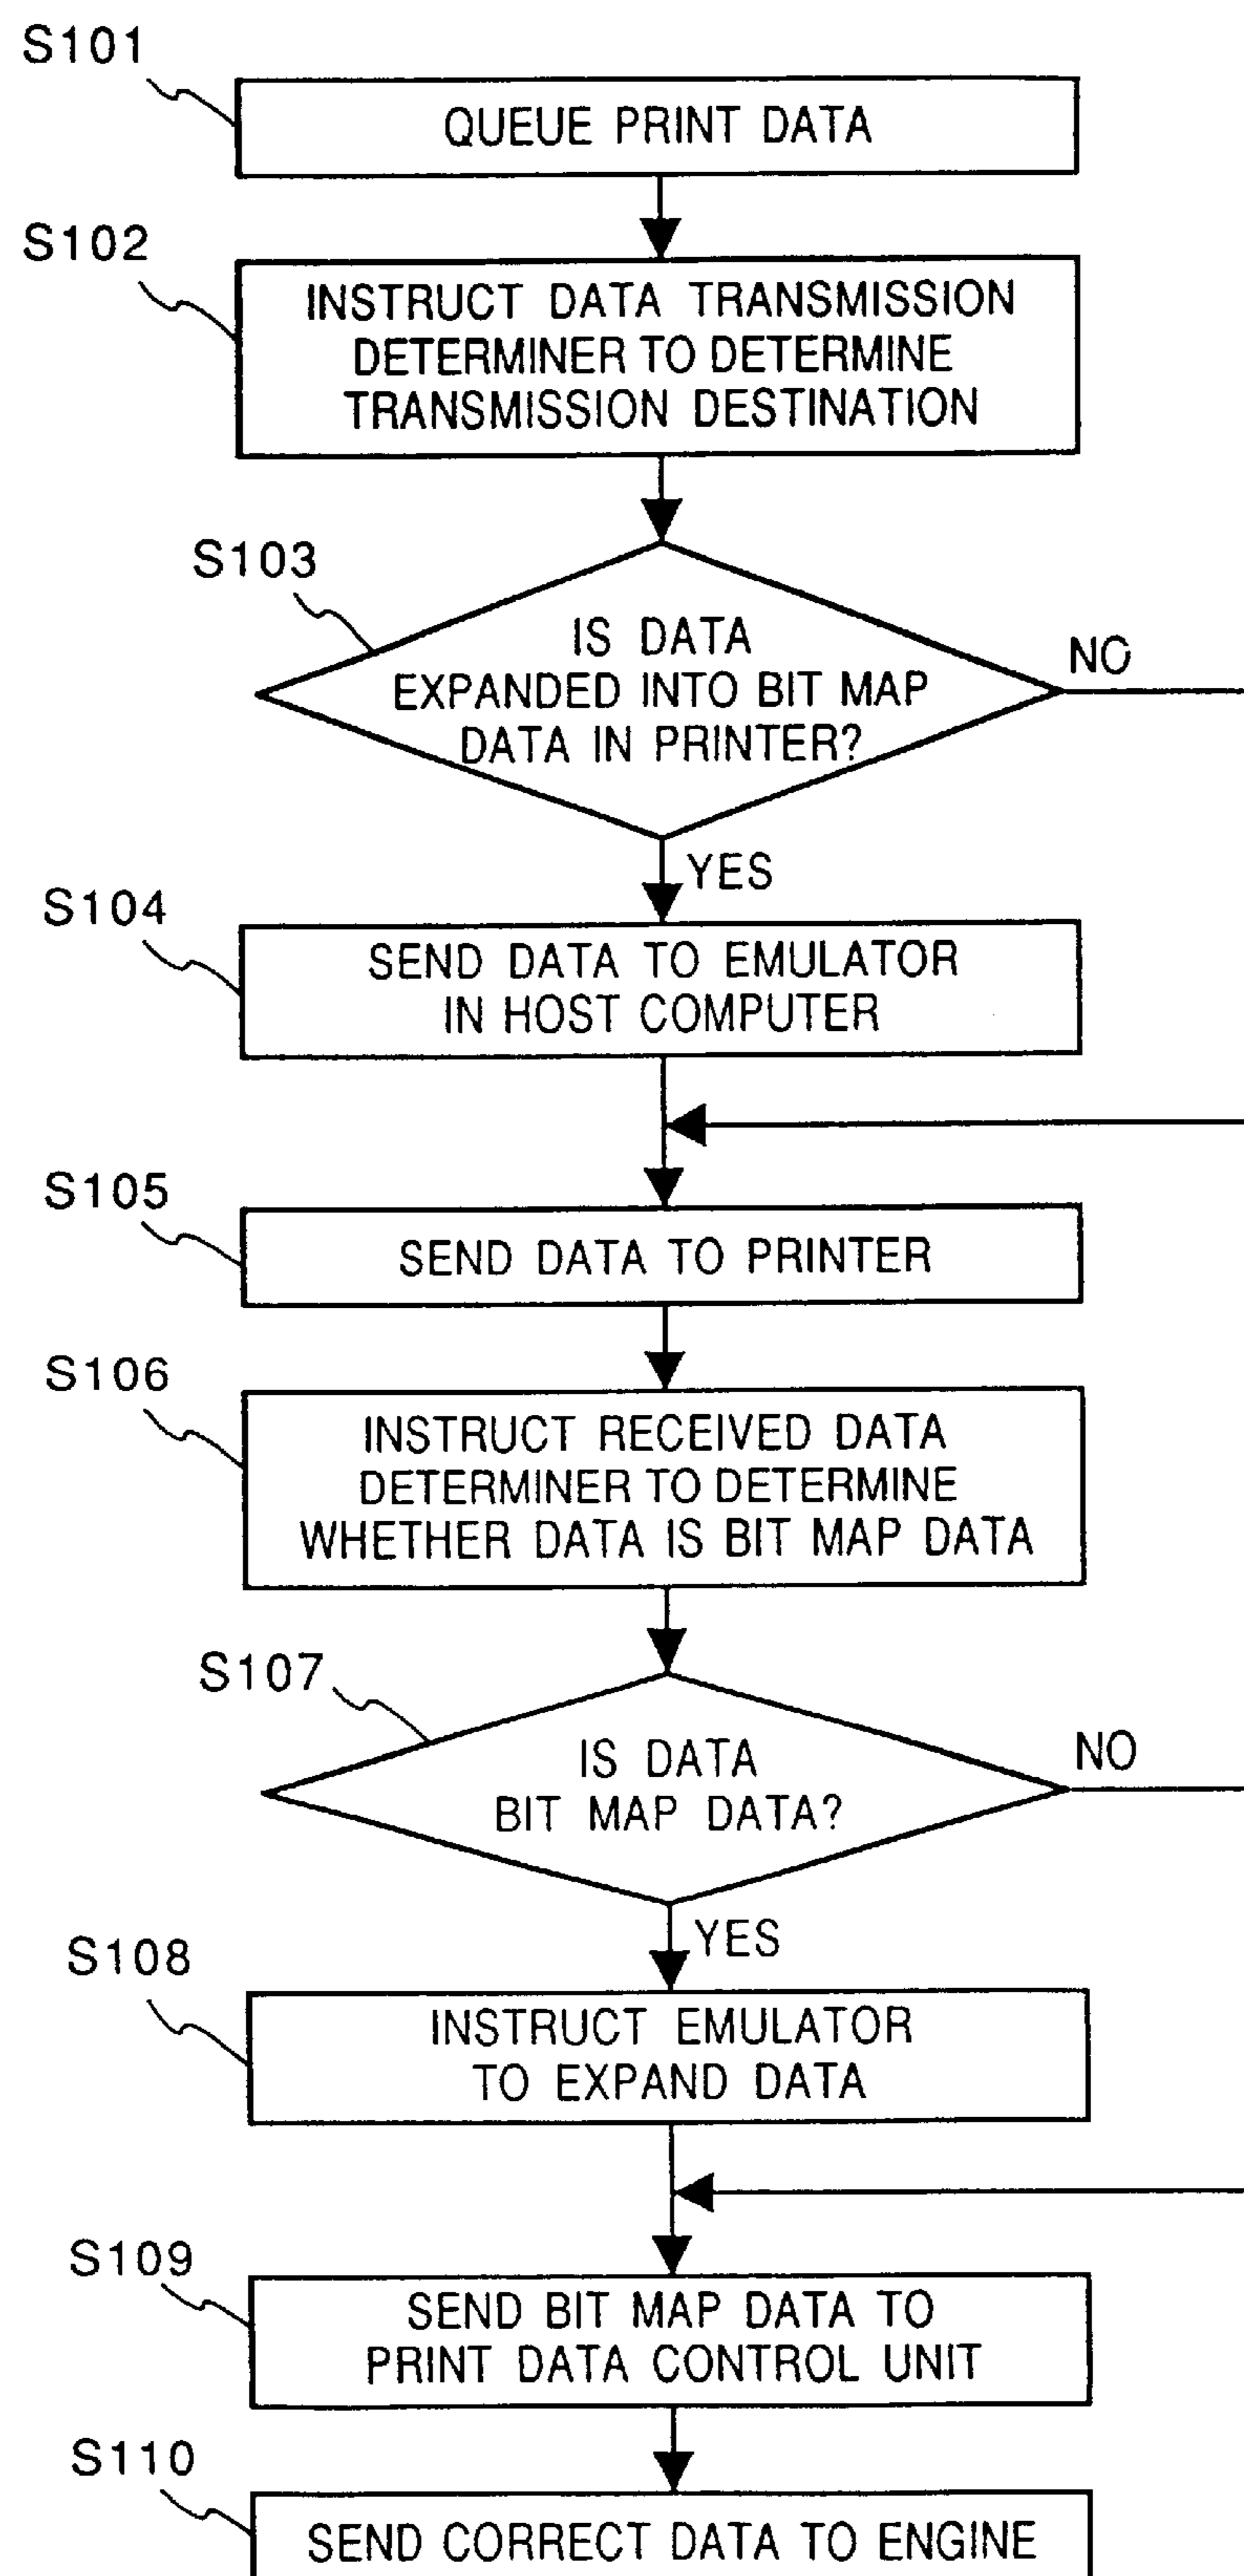 S101
QUEUE PRINT DATA
S102
INSTRUCT DATA TRANSMISSION
DETERMINER TO DETERMINE
TRANSMISSION DESTINATION
S103
IS DATA
EXPANDED INTO BIT MAP
DATA IN PRINTER?
NO
YES
S104
SEND DATA TO EMULATOR
IN HOST COMPUTER
S105
SEND DATA TO PRINTER
S106
INSTRUCT RECEIVED DATA
DETERMINER TO DETERMINE
WHETHER DATA IS BIT MAP DATA
S107
IS DATA
BIT MAP DATA?
NO
YES
S108
INSTRUCT EMULATOR
TO EXPAND DATA
S109
SEND BIT MAP DATA TO
PRINT DATA CONTROL UNIT
S110
SEND CORRECT DATA TO ENGINE